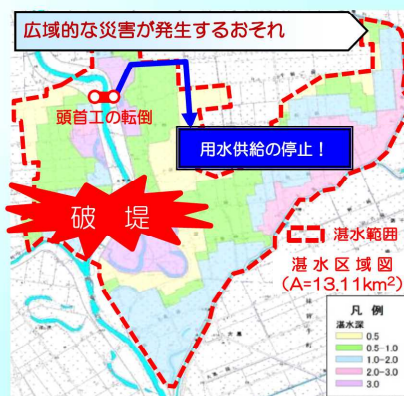 広域的な災害が発生するおそれ
頭首工の転倒
用水供給の停止！
破 堤
湛水範囲
湛水区域図
(A=13.11km²)
凡 例
湛水深
0.5
0.5-1.0
1.0-2.0
2.0-3.0
3.0